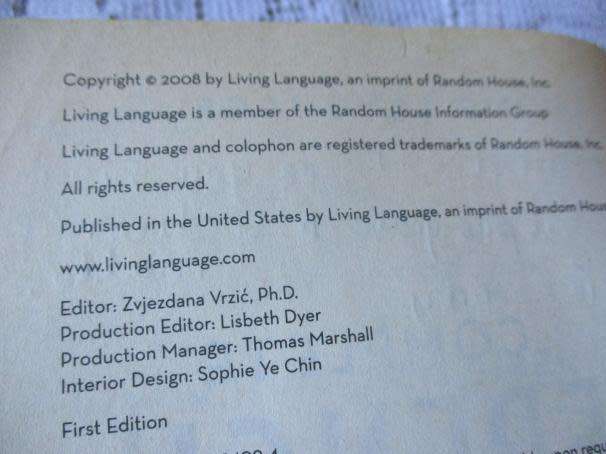 Copyright © 2008 by Living Language, an imprint of Random House, Inc.
Living Language is a member of the Random House Information Group
Living Language and colophon are registered trademarks of Random House, Inc.
All rights reserved.
Published in the United States by Living Language, an imprint of Random
www.livinglanguage.com
Editor: Zvjezdana Vrzić, Ph.D.
Production Editor: Lisbeth Dyer
Production Manager: Thomas Marshall
Interior Design: Sophie Ye Chin
First Edition